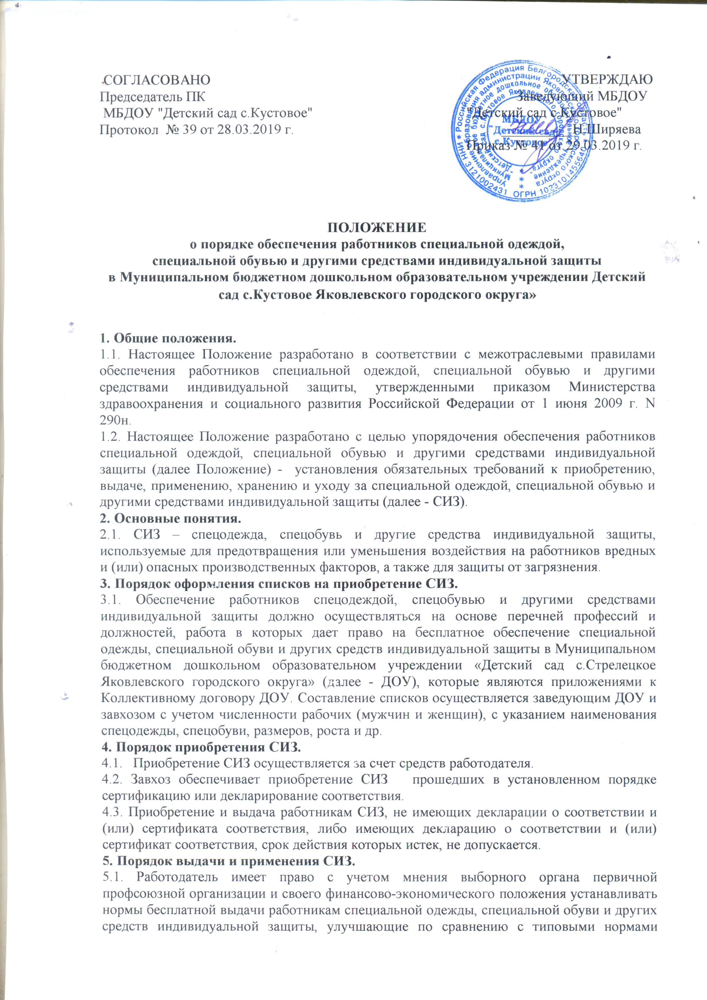 СОГЛАСОВАНО
Председатель ПК
МБДОУ "Детский сад с.Кустовое"
Протокол № 39 от 28.03.2019 г.
УТВЕРЖДАЮ
Заведующий МБДОУ
"Детский сад с Кустовое"
Н.Ширяева
Приказ № 41 от 29.03.2019 г.
Российская Федерация Белгородская область
ИНН 3121002431 ОГРН 1023101455640
Управление образования администрации Яковлевского городского округа
Муниципальное бюджетное дошкольное образовательное учреждение
"Детский сад с.Кустовое Яковлевского городского округа"
МБДОУ
"Детский сад
с.Кустовое"
ПОЛОЖЕНИЕ
о порядке обеспечения работников специальной одеждой,
специальной обувью и другими средствами индивидуальной защиты
в Муниципальном бюджетном дошкольном образовательном учреждении Детский
сад с.Кустовое Яковлевского городского округа»
1. Общие положения.
1.1. Настоящее Положение разработано в соответствии с межотраслевыми правилами
обеспечения работников специальной одеждой, специальной обувью и другими
средствами индивидуальной защиты, утвержденными приказом Министерства
здравоохранения и социального развития Российской Федерации от 1 июня 2009 г. N
290н.
1.2. Настоящее Положение разработано с целью упорядочения обеспечения работников
специальной одеждой, специальной обувью и другими средствами индивидуальной
защиты (далее Положение) - установления обязательных требований к приобретению,
выдаче, применению, хранению и уходу за специальной одеждой, специальной обувью и
другими средствами индивидуальной защиты (далее - СИЗ).
2. Основные понятия.
2.1. СИЗ – спецодежда, спецобувь и другие средства индивидуальной защиты,
используемые для предотвращения или уменьшения воздействия на работников вредных
и (или) опасных производственных факторов, а также для защиты от загрязнения.
3. Порядок оформления списков на приобретение СИЗ.
3.1. Обеспечение работников спецодеждой, спецобувью и другими средствами
индивидуальной защиты должно осуществляться на основе перечней профессий и
должностей, работа в которых дает право на бесплатное обеспечение специальной
одежды, специальной обуви и других средств индивидуальной защиты в Муниципальном
бюджетном дошкольном образовательном учреждении «Детский сад с.Стрелецкое
Яковлевского городского округа» (далее - ДОУ), которые являются приложениями к
Коллективному договору ДОУ. Составление списков осуществляется заведующим ДОУ и
завхозом с учетом численности рабочих (мужчин и женщин), с указанием наименования
спецодежды, спецобуви, размеров, роста и др.
4. Порядок приобретения СИЗ.
4.1. Приобретение СИЗ осуществляется за счет средств работодателя.
4.2. Завхоз обеспечивает приобретение СИЗ прошедших в установленном порядке
сертификацию или декларирование соответствия.
4.3. Приобретение и выдача работникам СИЗ, не имеющих декларации о соответствии и
(или) сертификата соответствия, либо имеющих декларацию о соответствии и (или)
сертификат соответствия, срок действия которых истек, не допускается.
5. Порядок выдачи и применения СИЗ.
5.1. Работодатель имеет право с учетом мнения выборного органа первичной
профсоюзной организации и своего финансово-экономического положения устанавливать
нормы бесплатной выдачи работникам специальной одежды, специальной обуви и других
средств индивидуальной защиты, улучшающие по сравнению с типовыми нормами